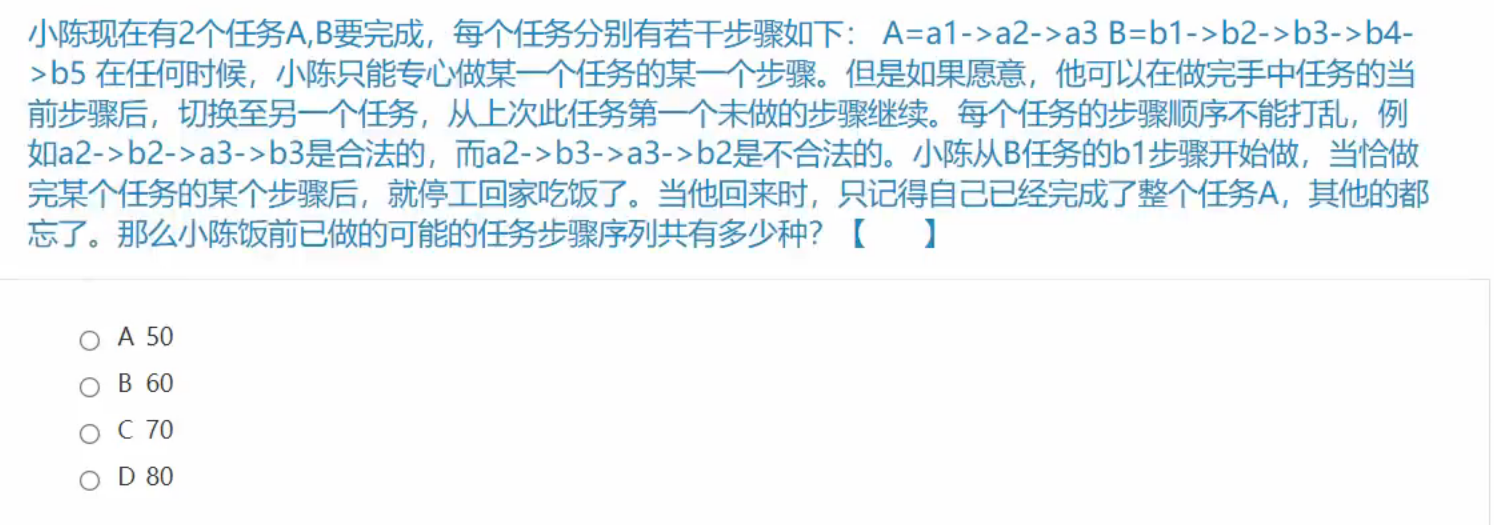 小陈现在有2个任务A,B要完成，每个任务分别有若干步骤如下： A=a1->a2->a3 B=b1->b2->b3->b4-
>b5 在任何时候，小陈只能专心做某一个任务的某一个步骤。但是如果愿意，他可以在做完手中任务的当
前步骤后，切换至另一个任务，从上次此任务第一个未做的步骤继续。每个任务的步骤顺序不能打乱，例
如a2->b2->a3->b3是合法的，而a2->b3->a3->b2是不合法的。小陈从B任务的b1步骤开始做，当恰做
完某个任务的某个步骤后，就停工回家吃饭了。当他回来时，只记得自己已经完成了整个任务A，其他的都
忘了。那么小陈饭前已做的可能的任务步骤序列共有多少种？【 】
A 50
B 60
C 70
D 80